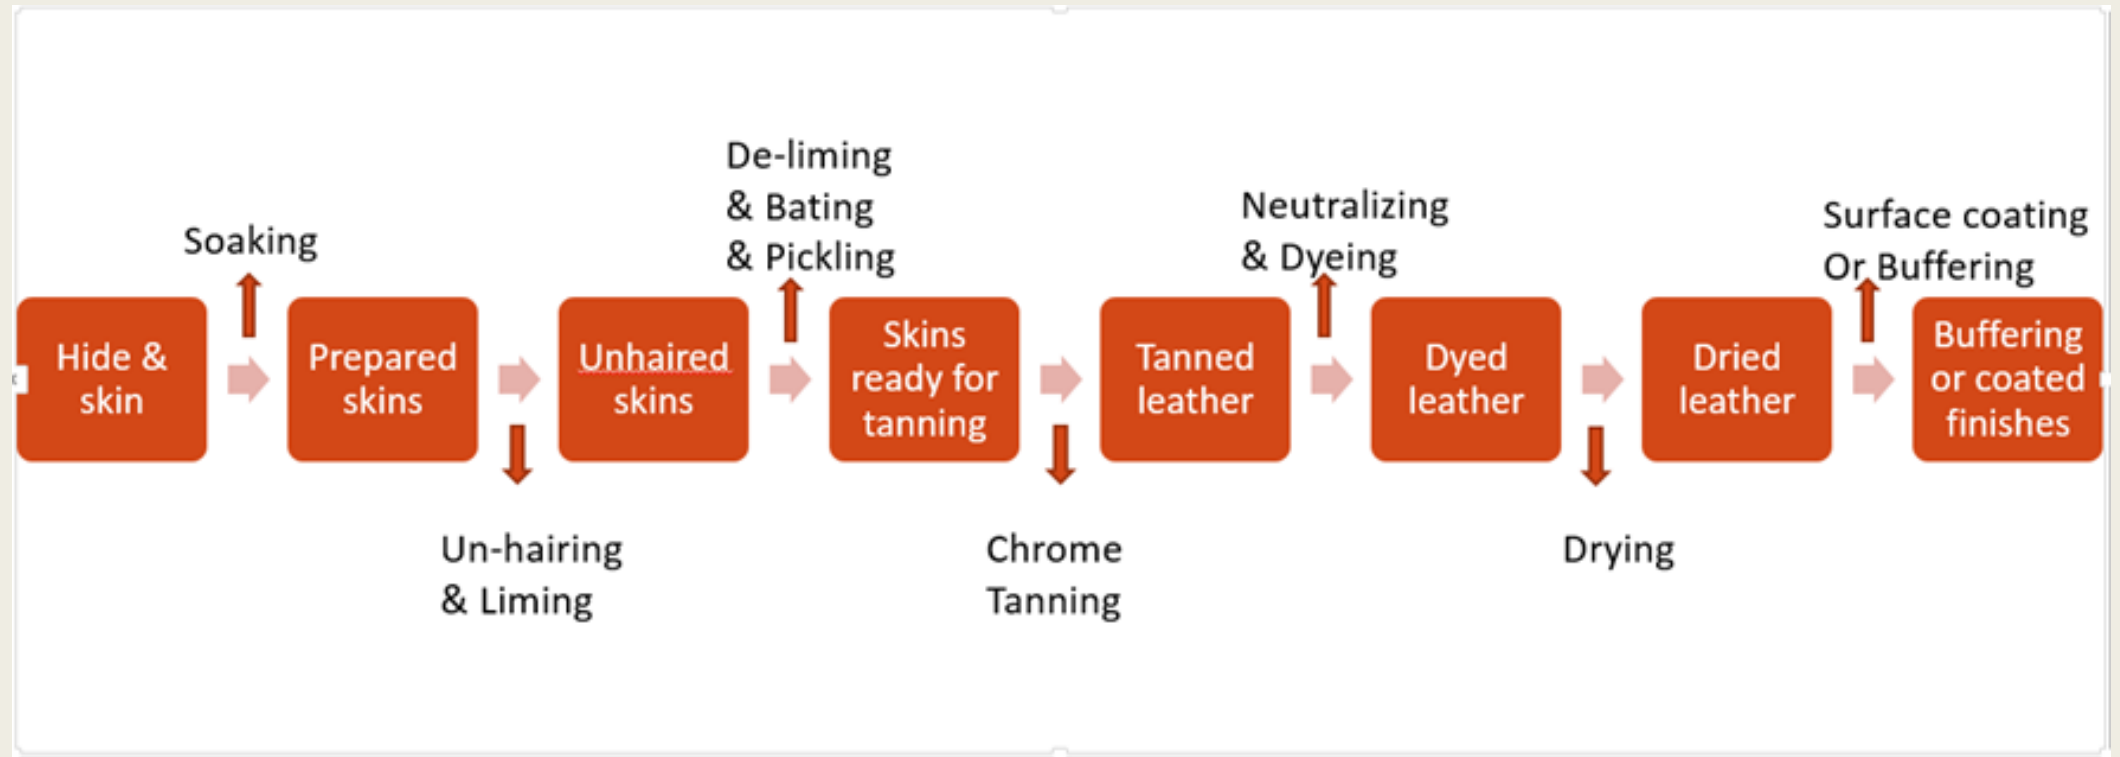 Soaking
De-liming
& Bating
& Pickling
Neutralizing
& Dyeing
Surface coating
Or Buffering
Hide &
skin
Prepared
skins
Unhaired
skins
Skins
ready for
tanning
Tanned
leather
Dyed
leather
Dried
leather
Buffering
or coated
finishes
Un-hairing
& Liming
Chrome
Tanning
Drying